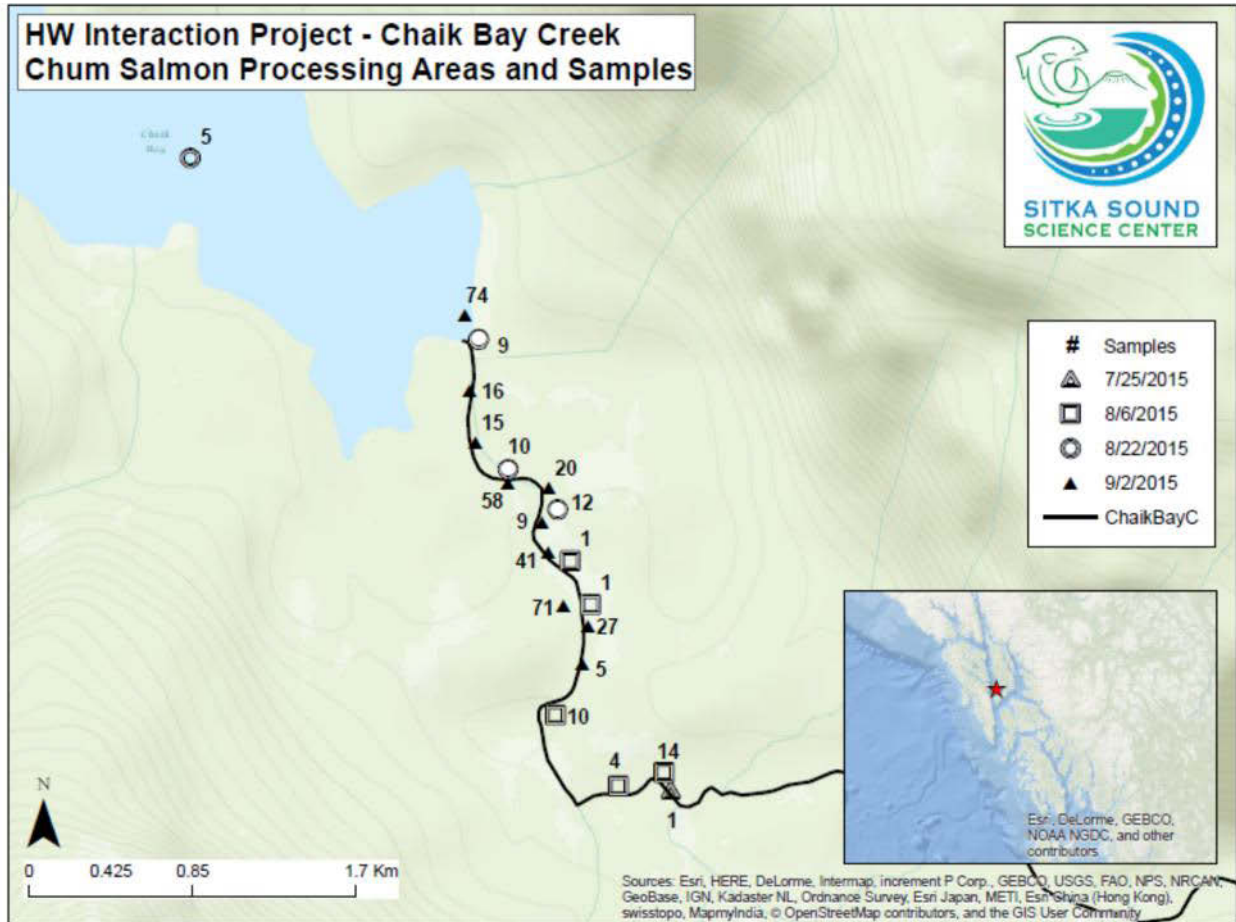 HW Interaction Project - Chaik Bay Creek
Chum Salmon Processing Areas and Samples
SITKA SOUND
SCIENCE CENTER
Chaik
Bay
5
74
9
16
15
10
20
58
12
9
1
41
1
71
27
5
10
14
4
1
# Samples
7/25/2015
8/6/2015
8/22/2015
9/2/2015
ChaikBayC
N
0 0.425 0.85 1.7 Km
Esri, DeLorme, GEBCO,
NOAA NGDC, and other
contributors
Sources: Esri, HERE, DeLorme, Intermap, increment P Corp., GEBCO, USGS, FAO, NPS, NRCAN,
GeoBase, IGN, Kadaster NL, Ordnance Survey, Esri Japan, METI, Esri China (Hong Kong),
swisstopo, MapmyIndia, © OpenStreetMap contributors, and the GIS User Community